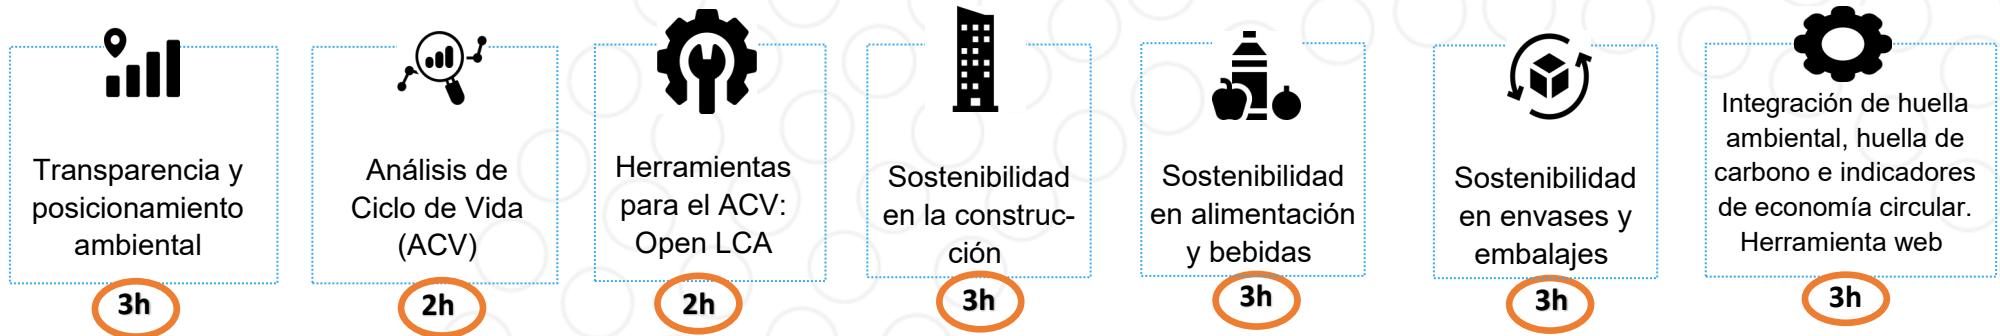 Transparencia y
posicionamiento
ambiental
3h
Análisis de
Ciclo de Vida
(ACV)
2h
Herramientas
para el ACV:
Open LCA
2h
Sostenibilidad
en la construc-
ción
3h
Sostenibilidad
en alimentación
y bebidas
3h
Sostenibilidad
en envases y
embalajes
3h
Integración de huella
ambiental, huella de
carbono e indicadores
de economía circular.
Herramienta web
3h